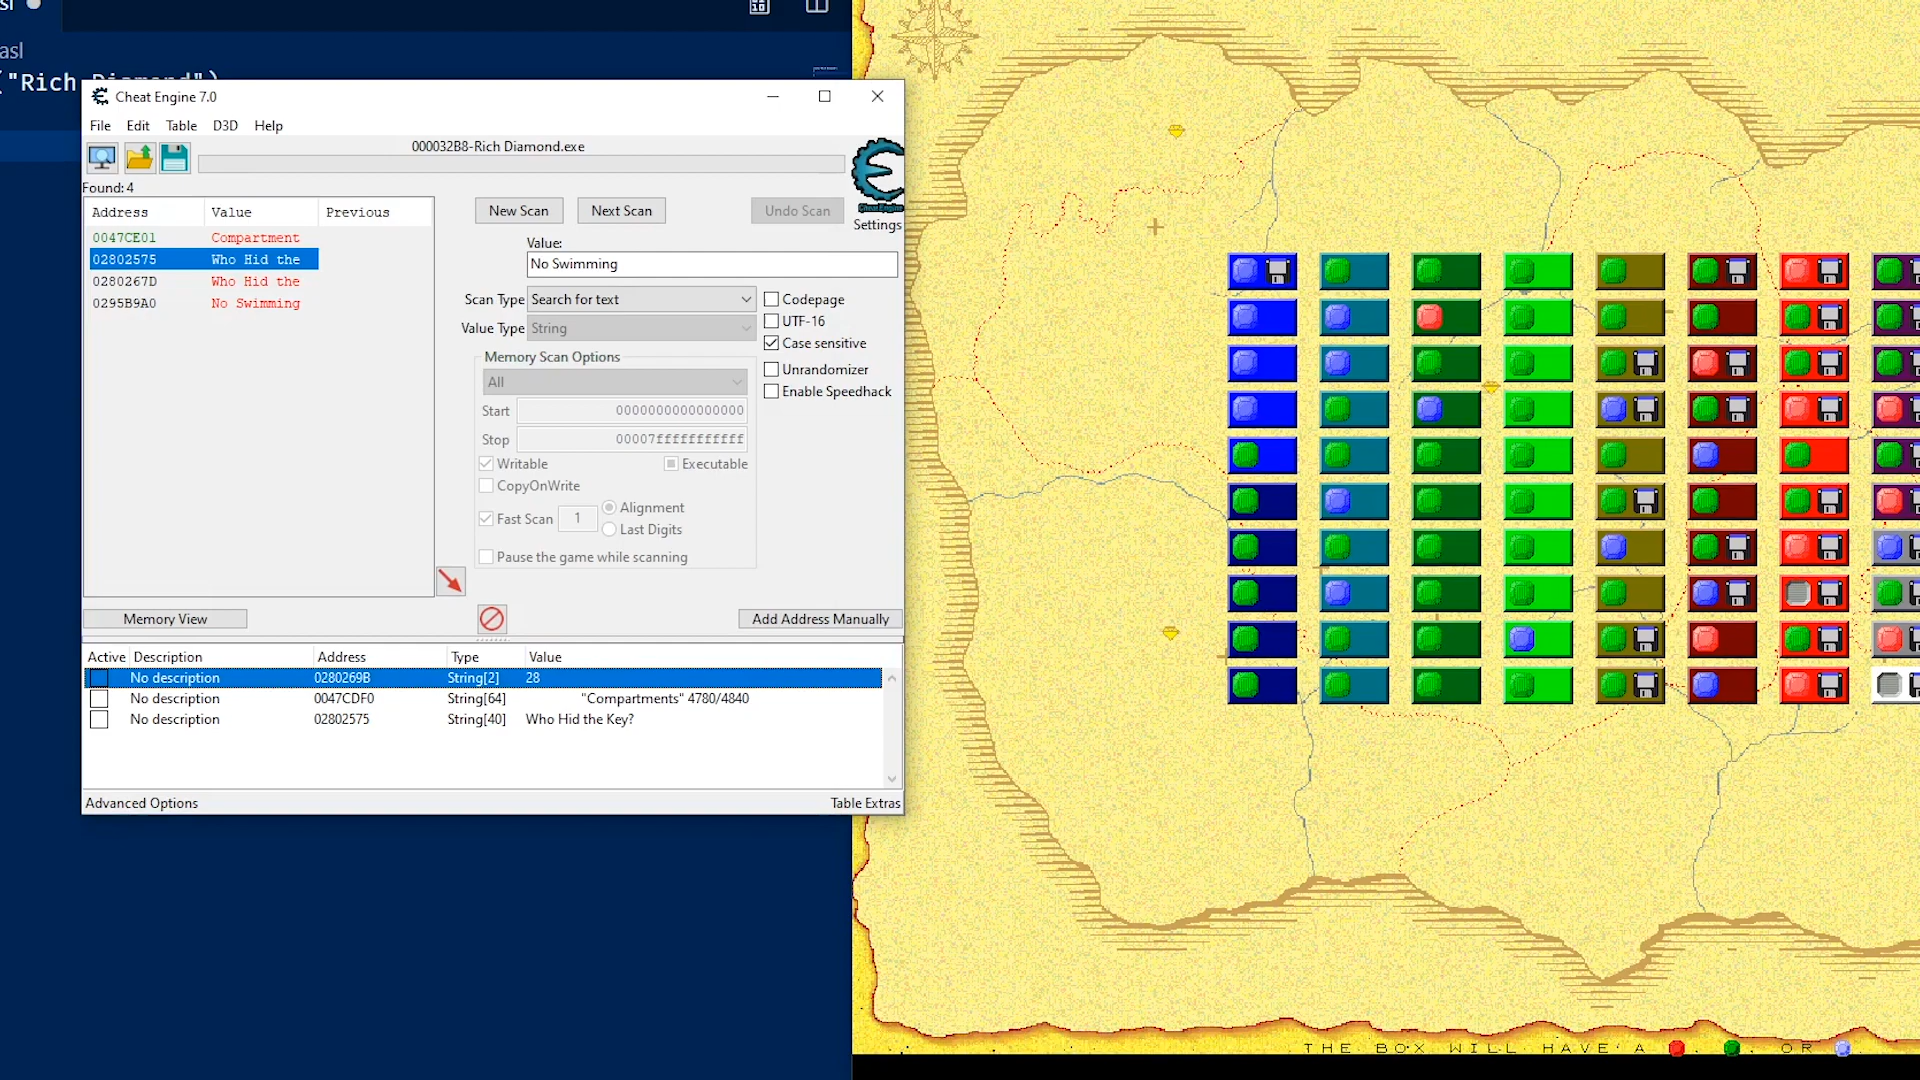 asl
("Rich Diamond")
Cheat Engine 7.0
File Edit Table D3D Help
000032B8-Rich Diamond.exe
Found: 4
Address Value Previous
0047CE01 Compartment
02802575 Who Hid the
0280267D Who Hid the
0295B9A0 No Swimming
New Scan Next Scan Undo Scan
Cheat Engine
Settings
Value:
No Swimming
Scan Type Search for text
Value Type String
Codepage
UTF-16
Case sensitive
Unrandomizer
Enable Speedhack
Memory Scan Options
All
Start 0000000000000000
Stop 00007fffffffffff
Writable Executable
CopyOnWrite
Fast Scan 1 Alignment
Last Digits
Pause the game while scanning
Memory View Add Address Manually
Active Description Address Type Value
No description 0280269B String[2] 28
No description 0047CDF0 String[64] "Compartments" 4780/4840
No description 02802575 String[40] Who Hid the Key?
Advanced Options Table Extras
THE BOX WILL HAVE A , , OR